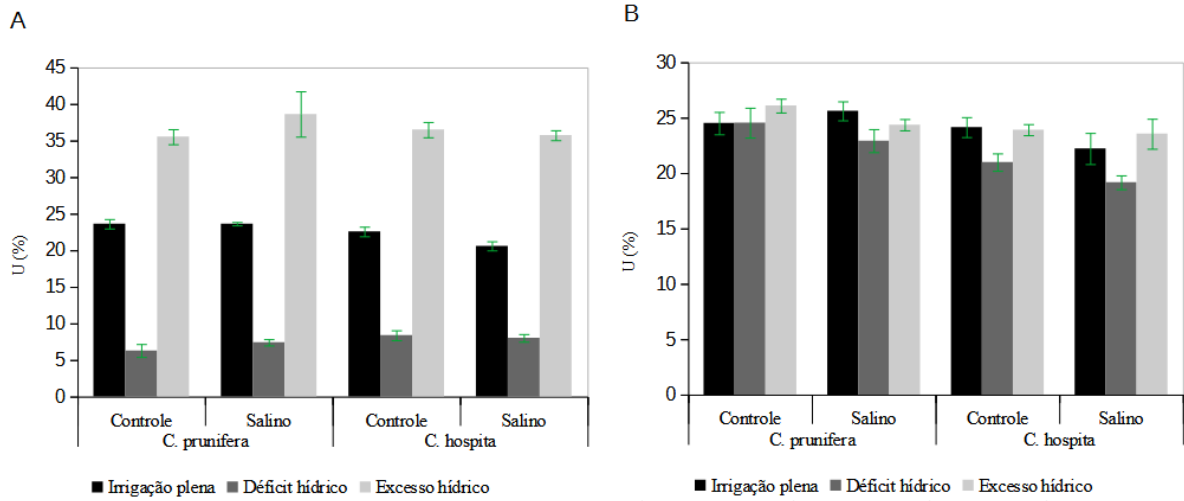 A
45
40
35
30
25
20
15
10
5
0
U (%)
Controle Salino Controle Salino
C. prunifera C. hospita
Irrigação plena Déficit hídrico Excesso hídrico
B
30
25
20
15
10
5
0
U (%)
Controle Salino Controle Salino
C. prunifera C. hospita
Irrigação plena Déficit hídrico Excesso hídrico